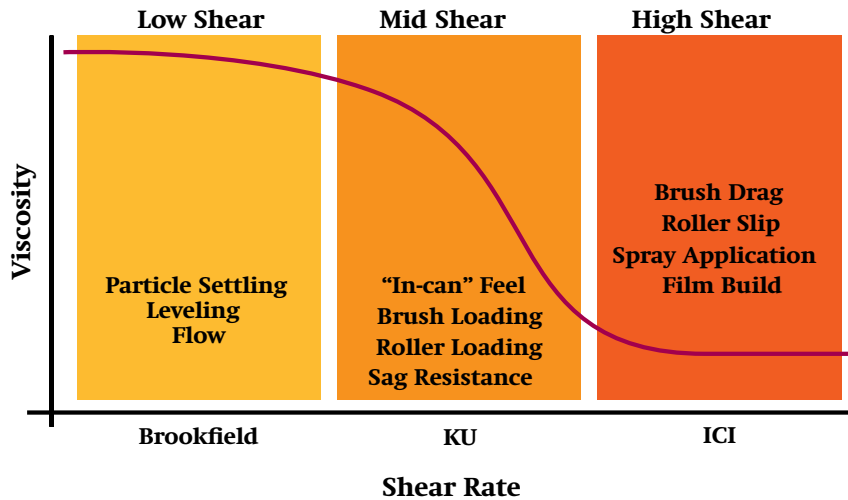 Low Shear
Mid Shear
High Shear
Viscosity
Particle Settling
Leveling
Flow
“In-can” Feel
Brush Loading
Roller Loading
Sag Resistance
Brush Drag
Roller Slip
Spray Application
Film Build
Brookfield
KU
ICI
Shear Rate